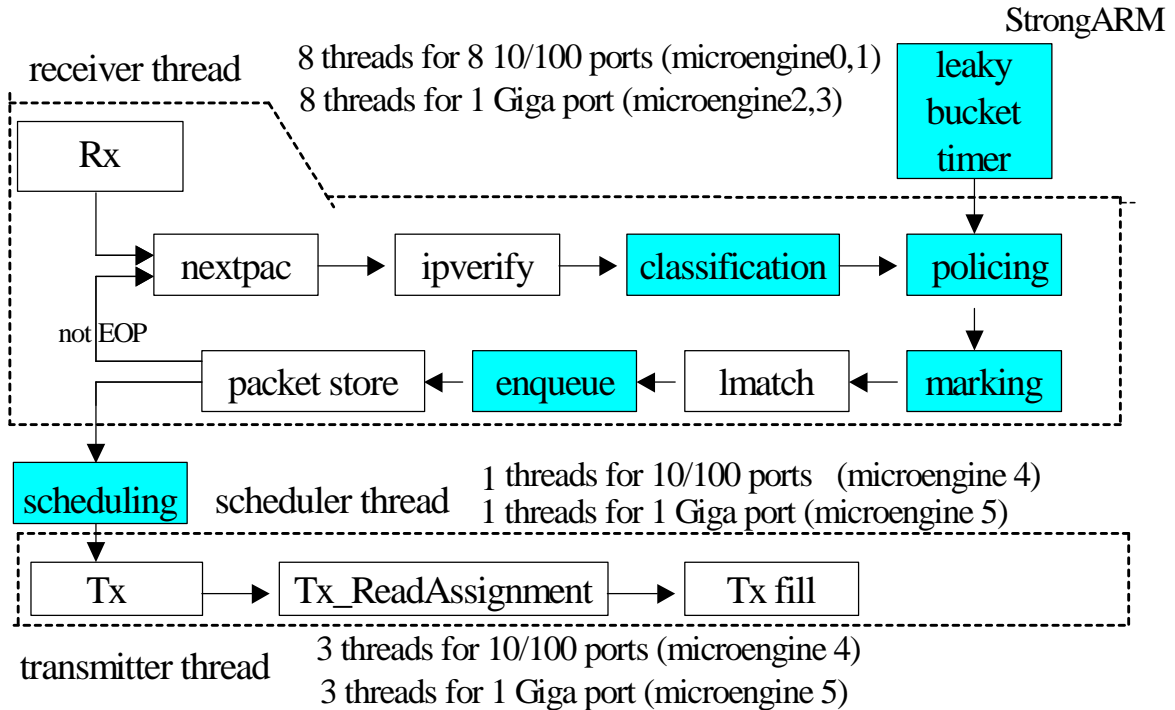 StrongARM
receiver thread
8 threads for 8 10/100 ports (microengine0,1)
8 threads for 1 Giga port (microengine2,3)
leaky
bucket
timer
Rx
nextpac
ipverify
classification
policing
not EOP
packet store
enqueue
lmatch
marking
scheduling
scheduler thread
1 threads for 10/100 ports (microengine 4)
1 threads for 1 Giga port (microengine 5)
Tx
Tx_ReadAssignment
Tx fill
transmitter thread
3 threads for 10/100 ports (microengine 4)
3 threads for 1 Giga port (microengine 5)